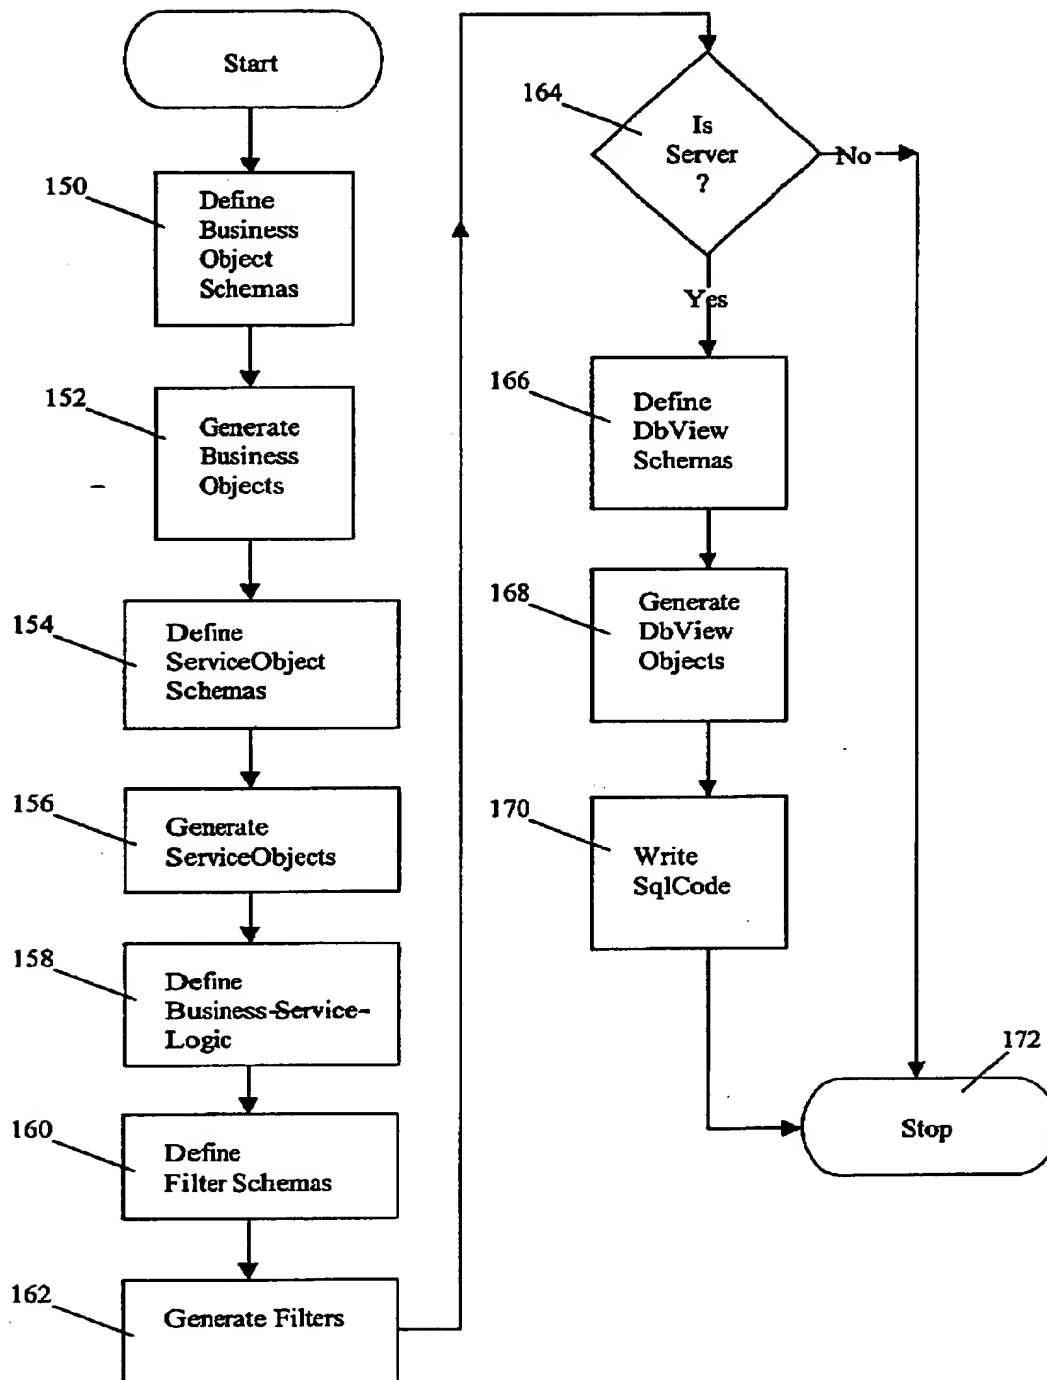 Start
150
Define
Business
Object
Schemas
152
Generate
Business
Objects
154
Define
ServiceObject
Schemas
156
Generate
ServiceObjects
158
Define
Business-Service-
Logic
160
Define
Filter Schemas
162
Generate Filters
164
Is
Server
?
No
Yes
166
Define
DbView
Schemas
168
Generate
DbView
Objects
170
Write
SqlCode
172
Stop